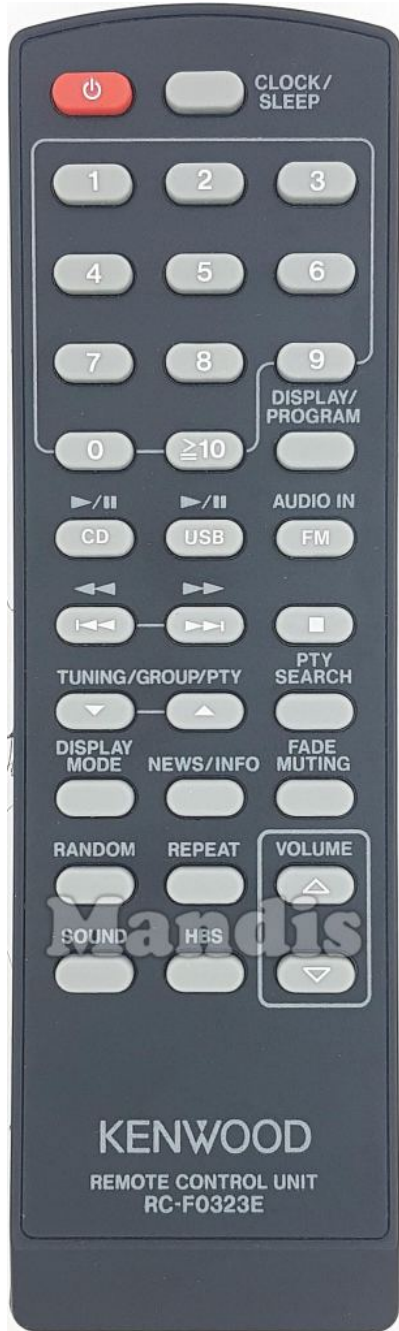 CLOCK/
SLEEP
1 2 3
4 5 6
7 8 9
DISPLAY/
PROGRAM
0 ≧10
►/II ►/II AUDIO IN
CD USB FM
◄◄ ►►
I◄◄ ►►I ■
TUNING/GROUP/PTY
PTY
SEARCH
▼ ▲
DISPLAY
MODE
NEWS/INFO
FADE
MUTING
RANDOM REPEAT VOLUME
△
Mandis
SOUND HBS
▽
KENWOOD
REMOTE CONTROL UNIT
RC-F0323E